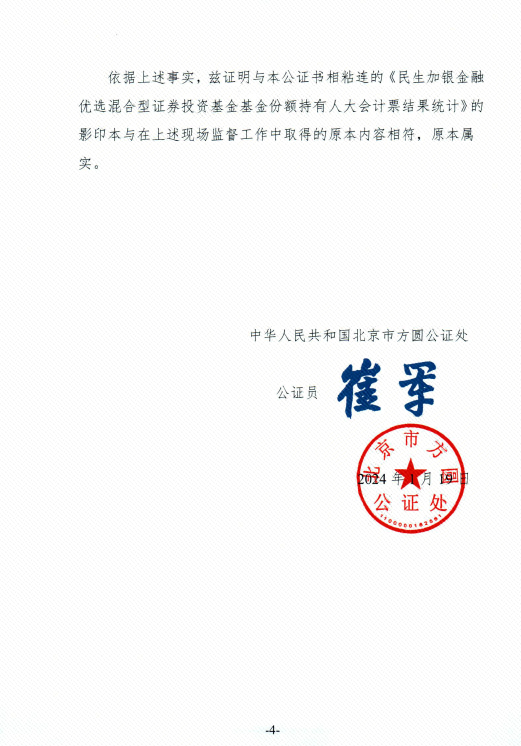 依据上述事实，兹证明与本公证书相粘连的《民生加银金融
优选混合型证券投资基金基金份额持有人大会计票结果统计》的
影印本与在上述现场监督工作中取得的原本内容相符，原本属
实。
中华人民共和国北京市方圆公证处
公证员
崔军
北京市方圆
2024 年 1 月 19 日
公证处
-4-